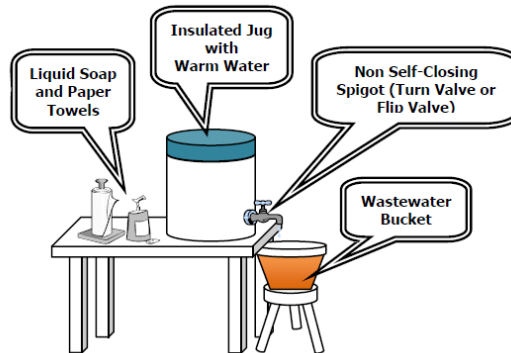 Insulated Jug
with
Warm Water
Liquid Soap
and Paper
Towels
Non Self-Closing
Spigot (Turn Valve or
Flip Valve)
Wastewater
Bucket